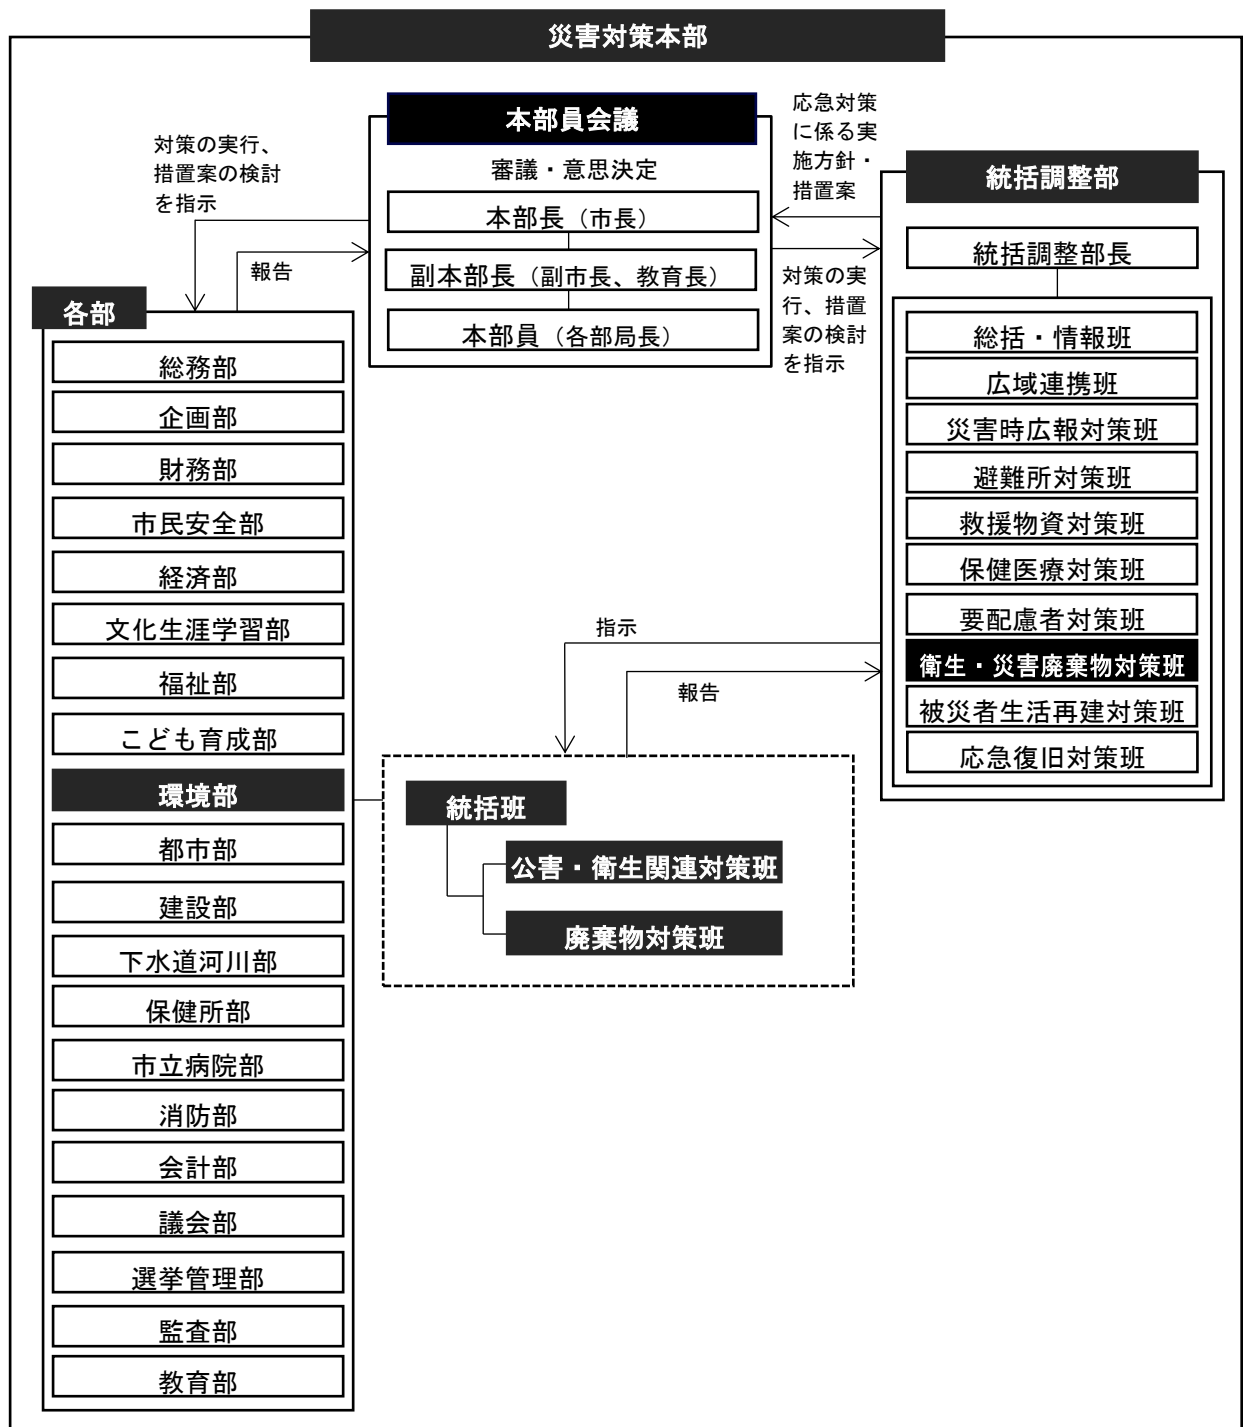 災害対策本部
本部員会議
審議・意思決定
本部長（市長）
副本部長（副市長、教育長）
本部員（各部局長）
対策の実行、
措置案の検討
を指示
報告
応急対策
に係る実
施方針・
措置案
対策の実
行、措置
案の検討
を指示
統括調整部
統括調整部長
総括・情報班
広域連携班
災害時広報対策班
避難所対策班
救援物資対策班
保健医療対策班
要配慮者対策班
衛生・災害廃棄物対策班
被災者生活再建対策班
応急復旧対策班
各部
総務部
企画部
財務部
市民安全部
経済部
文化生涯学習部
福祉部
こども育成部
環境部
都市部
建設部
下水道河川部
保健所部
市立病院部
消防部
会計部
議会部
選挙管理部
監査部
教育部
指示
報告
統括班
公害・衛生関連対策班
廃棄物対策班